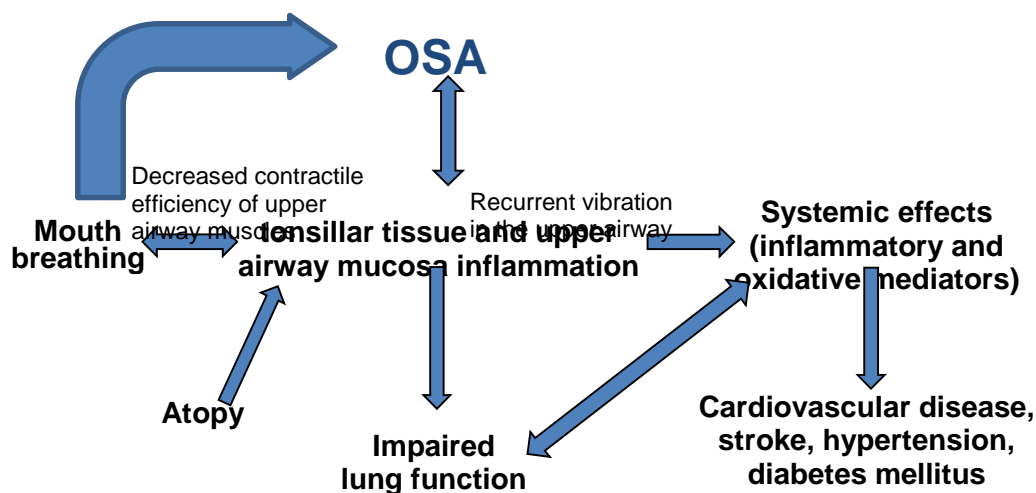 OSA
Decreased contractile
efficiency of upper
airway muscles
Recurrent vibration
in the upper airway
Mouth
breathing
tonsillar tissue and upper
airway mucosa inflammation
Systemic effects
(inflammatory and
oxidative mediators)
Atopy
Impaired
lung function
Cardiovascular disease,
stroke, hypertension,
diabetes mellitus